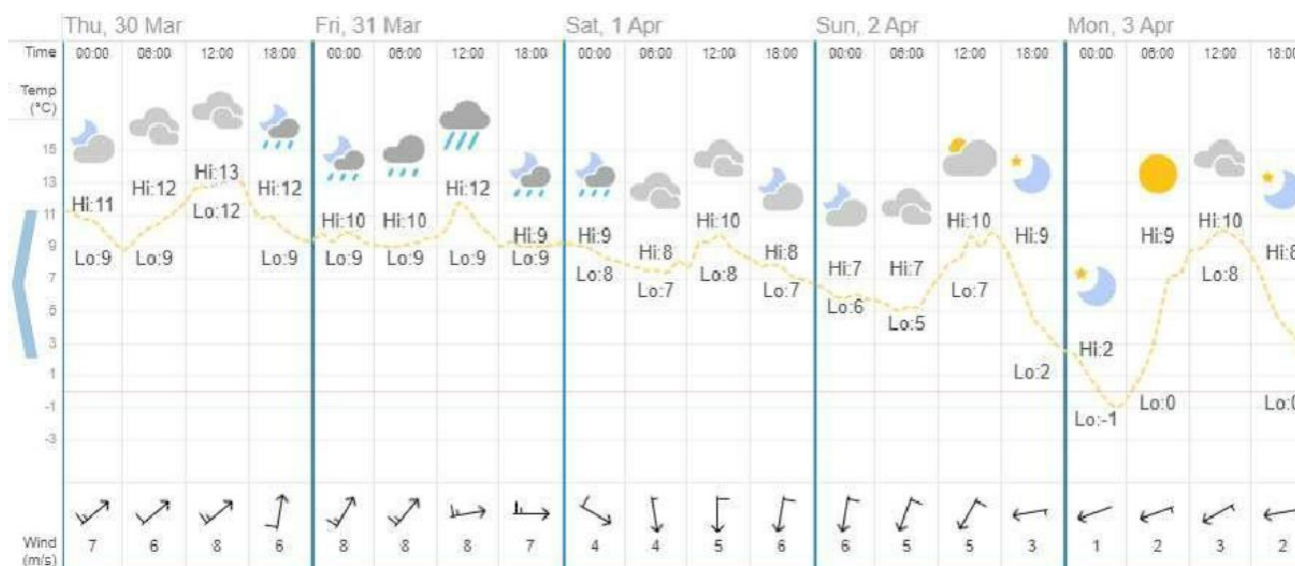 Thu, 30 Mar Fri, 31 Mar Sat, 1 Apr Sun, 2 Apr Mon, 3 Apr
Time 00:00 06:00 12:00 18:00 00:00 06:00 12:00 18:00 00:00 06:00 12:00 18:00 00:00 06:00 12:00 18:00 00:00 06:00 12:00 18:00
Temp
(°C)
15
13
11
9
7
5
3
1
-1
-3
Hi:11 Hi:12 Hi:13 Hi:12 Hi:10 Hi:10 Hi:12 Hi:9 Hi:9 Hi:8 Hi:10 Hi:8 Hi:7 Hi:7 Hi:10 Hi:9 Hi:2 Hi:9 Hi:10 Hi:8
Lo:9 Lo:9 Lo:12 Lo:9 Lo:9 Lo:9 Lo:9 Lo:9 Lo:8 Lo:7 Lo:8 Lo:7 Lo:6 Lo:5 Lo:7 Lo:2 Lo:-1 Lo:0 Lo:8 Lo:0
Wind 7 6 8 6 8 8 8 7 4 4 5 6 6 5 5 3 1 2 3 2
(m/s)